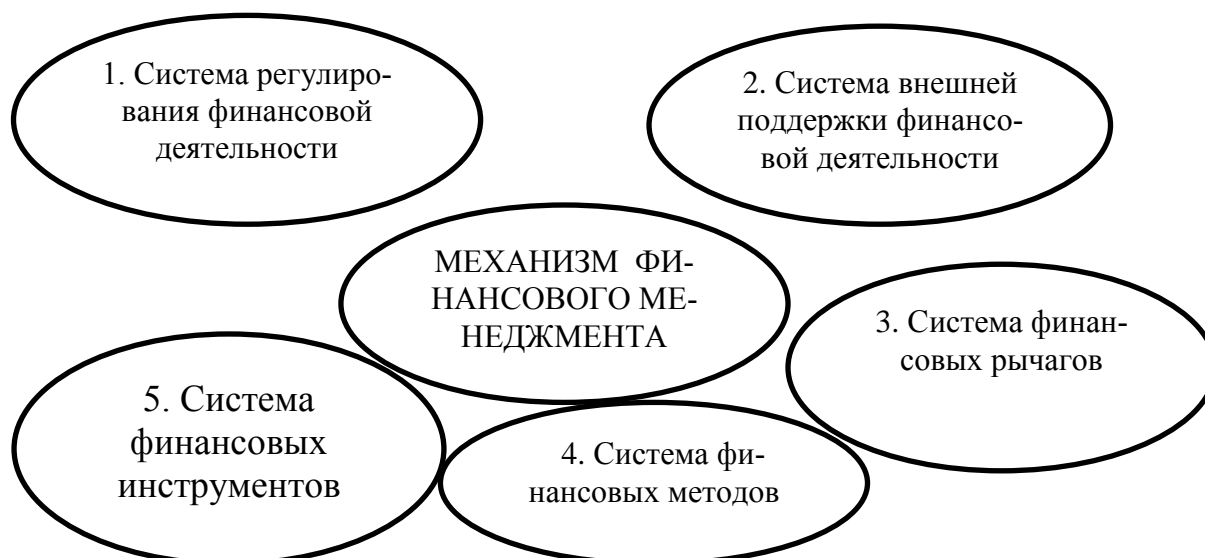 1. Система регулиро-
вания финансовой
деятельности
2. Система внешней
поддержки финансо-
вой деятельности
МЕХАНИЗМ ФИ-
НАНСОВОГО МЕ-
НЕДЖМЕНТА
3. Система финан-
совых рычагов
5. Система
финансовых
инструментов
4. Система фи-
нансовых методов